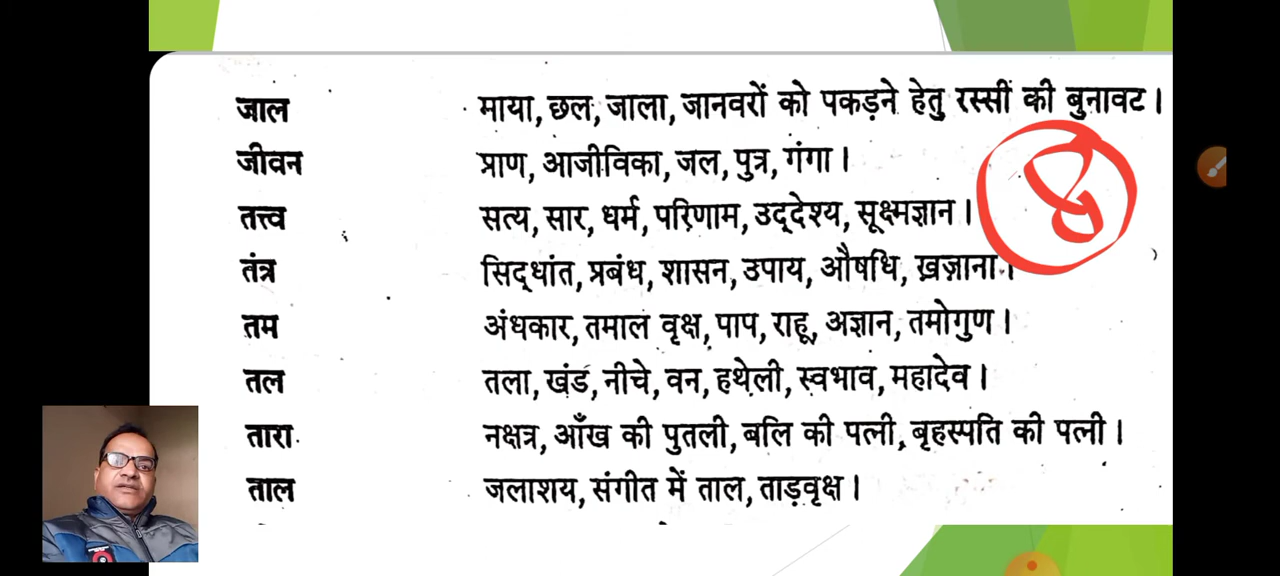 जाल माया, छल, जाला, जानवरों को पकड़ने हेतु रस्सीं की बुनावट।
जीवन प्राण, आजीविका, जल, पुत्र, गंगा।
तत्त्व सत्य, सार, धर्म, परिणाम, उद्देश्य, सूक्ष्मज्ञान।
तंत्र सिद्धांत, प्रबंध, शासन, उपाय, औषधि, ख़ज़ाना।
तम अंधकार, तमाल वृक्ष, पाप, राहू, अज्ञान, तमोगुण।
तल तला, खंड, नीचे, वन, हथेली, स्वभाव, महादेव।
तारा नक्षत्र, आँख की पुतली, बलि की पत्नी, बृहस्पति की पत्नी।
ताल जलाशय, संगीत में ताल, ताड़वृक्ष।